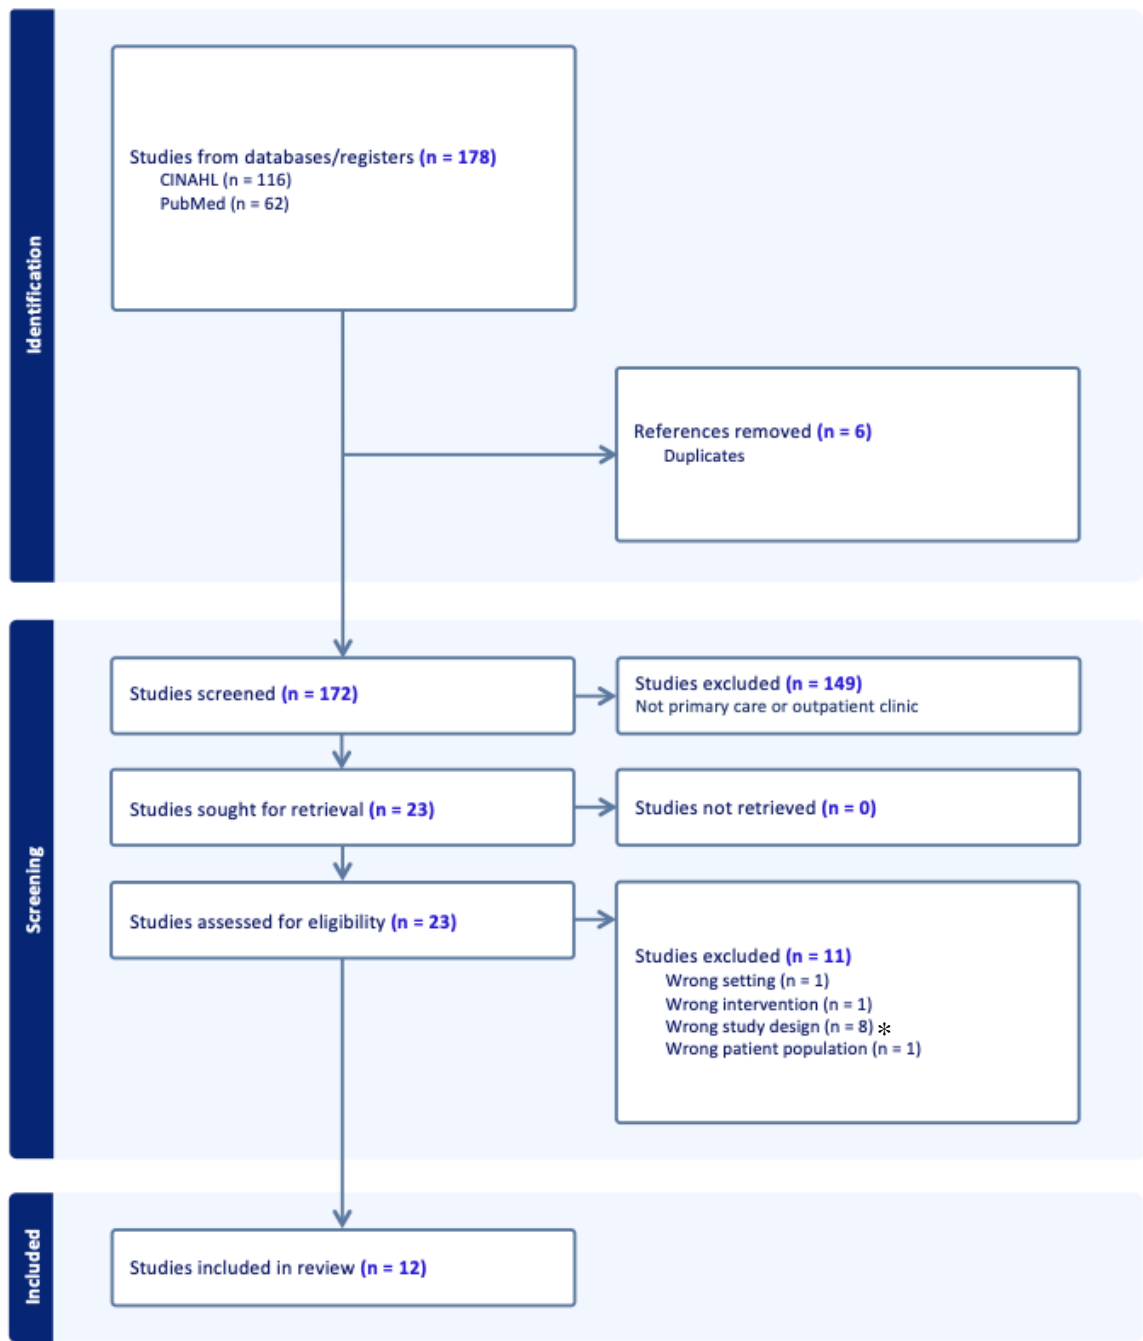 Identification
Studies from databases/registers (n = 178)
CINAHL (n = 116)
PubMed (n = 62)
References removed (n = 6)
Duplicates
Screening
Studies screened (n = 172)
Studies excluded (n = 149)
Not primary care or outpatient clinic
Studies sought for retrieval (n = 23)
Studies not retrieved (n = 0)
Studies assessed for eligibility (n = 23)
Studies excluded (n = 11)
Wrong setting (n = 1)
Wrong intervention (n = 1)
Wrong study design (n = 8) *
Wrong patient population (n = 1)
Included
Studies included in review (n = 12)